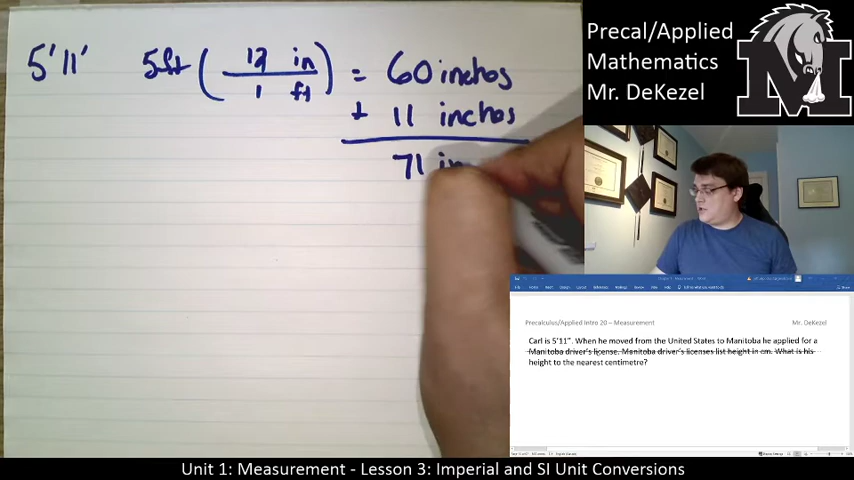 5'11'
5ft ( 12 in / 1 ft ) = 60 inches
+ 11 inches
71 in
Precal/Applied
Mathematics
Mr. DeKezel
M
Precalculus/Applied Intro 20 – Measurement
Mr. DeKezel
Carl is 5'11". When he moved from the United States to Manitoba he applied for a
Manitoba driver's license. Manitoba driver's licenses list height in cm. What is his
height to the nearest centimetre?
Unit 1: Measurement - Lesson 3: Imperial and SI Unit Conversions